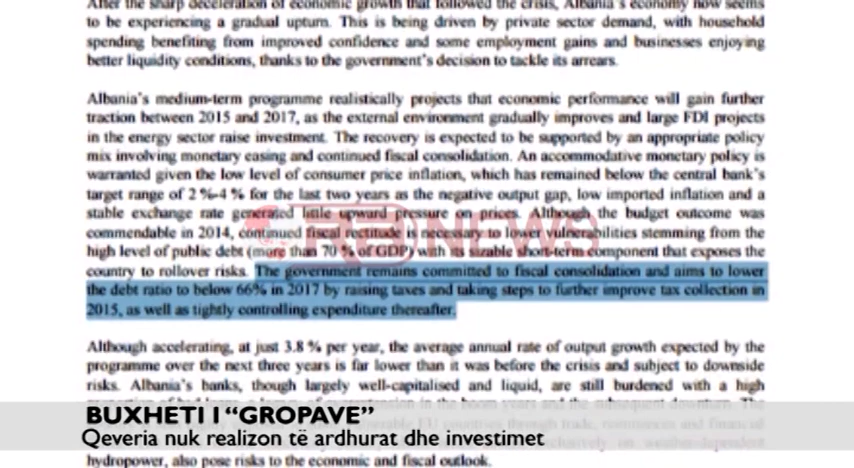 After the sharp deceleration of economic growth that followed the crisis, Albania's economy now seems
to be experiencing a gradual upturn. This is being driven by private sector demand, with household
spending benefiting from improved confidence and some employment gains and businesses enjoying
better liquidity conditions, thanks to the government's decision to tackle its arrears.
Albania's medium-term programme realistically projects that economic performance will gain further
traction between 2015 and 2017, as the external environment gradually improves and large FDI projects
in the energy sector raise investment. The recovery is expected to be supported by an appropriate policy
mix involving monetary easing and continued fiscal consolidation. An accommodative monetary policy is
warranted given the low level of consumer price inflation, which has remained below the central bank's
target range of 2 %-4 % for the last two years as the negative output gap, low imported inflation and a
stable exchange rate generated little upward pressure on prices. Although the budget outcome was
commendable in 2014, continued fiscal rectitude is necessary to lower vulnerabilities stemming from the
high level of public debt (more than 70 % of GDP) with its sizable short-term component that exposes the
country to rollover risks. The government remains committed to fiscal consolidation and aims to lower
the debt ratio to below 66% in 2017 by raising taxes and taking steps to further improve tax collection in
2015, as well as tightly controlling expenditure thereafter.
NEWS
Although accelerating, at just 3.8 % per year, the average annual rate of output growth expected by the
programme over the next three years is far lower than it was before the crisis and subject to downside
risks. Albania's banks, though largely well-capitalised and liquid, are still burdened with a high
BUXHETI I “GROPAVE”
Qeveria nuk realizon të ardhurat dhe investimet
hydropower, also pose risks to the economic and fiscal outlook.